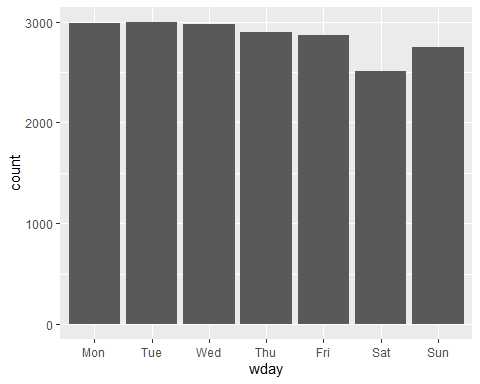 3000
2000
1000
0
count
Mon Tue Wed Thu Fri Sat Sun
wday